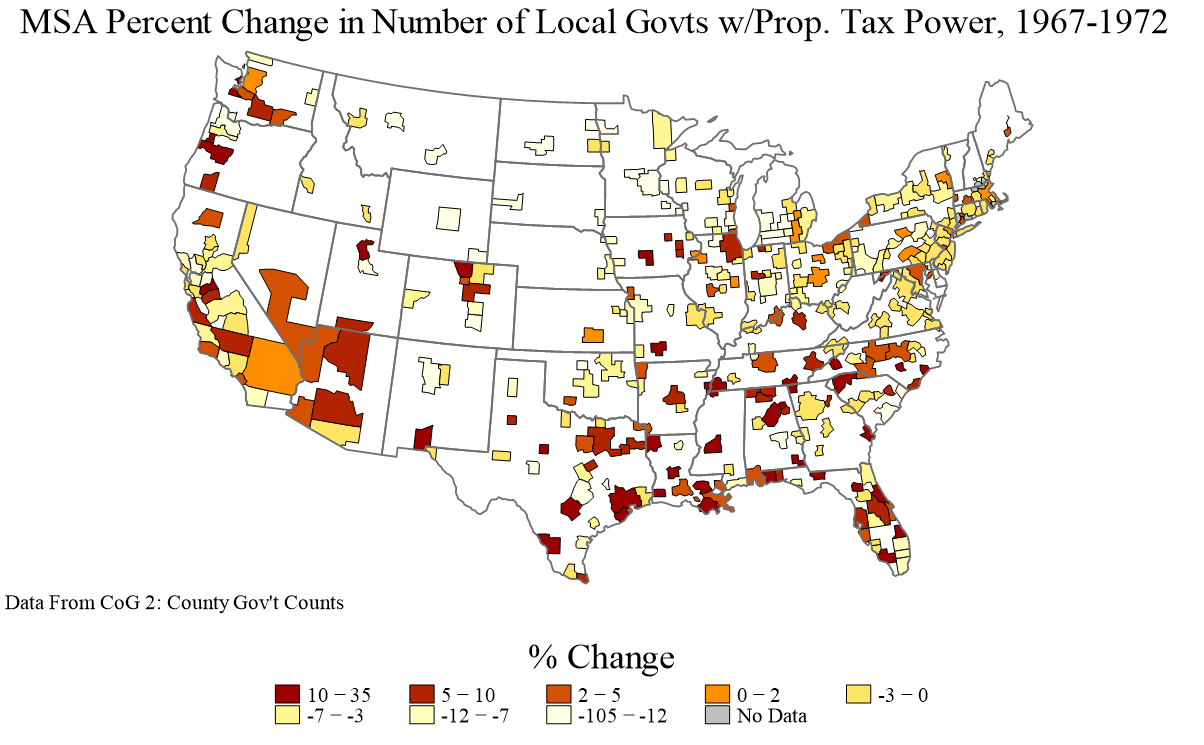 MSA Percent Change in Number of Local Govts w/Prop. Tax Power, 1967-1972
Data From CoG 2: County Gov't Counts
% Change
10 − 35
5 − 10
2 − 5
0 − 2
-3 − 0
-7 − -3
-12 − -7
-105 − -12
No Data